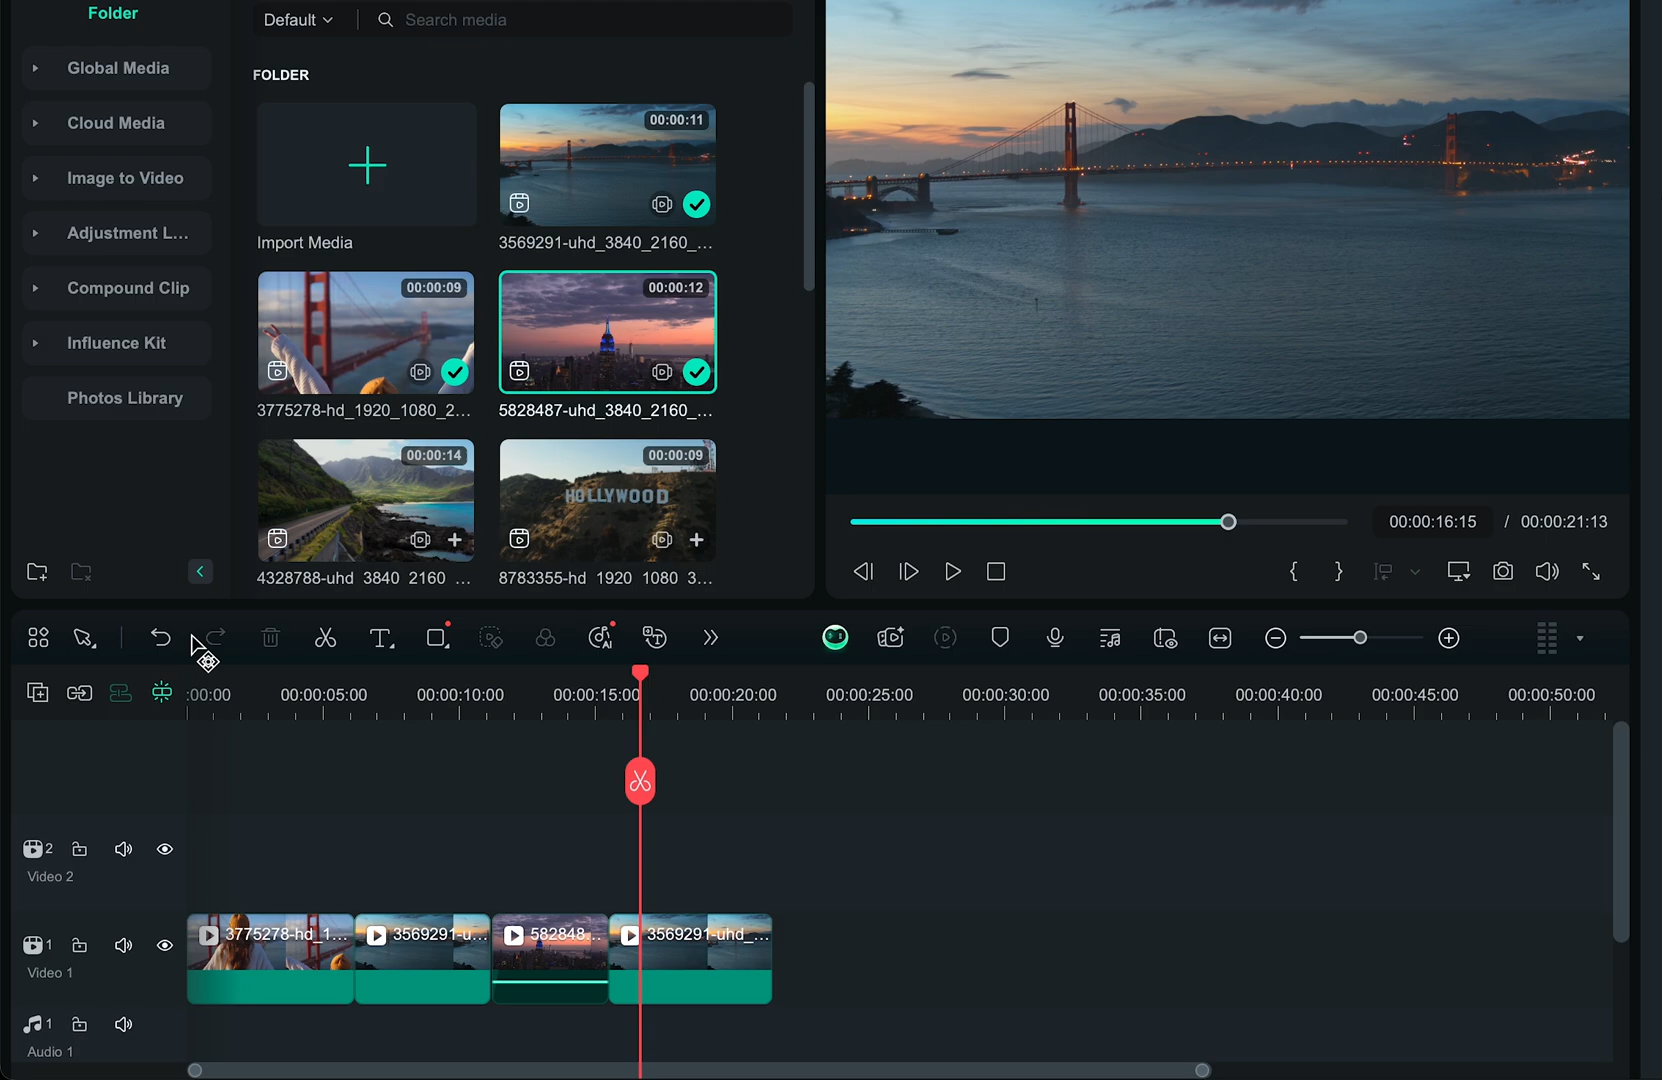 Folder
Default
Search media
Global Media
Cloud Media
Image to Video
Adjustment L...
Compound Clip
Influence Kit
Photos Library
FOLDER
Import Media
00:00:11
3569291-uhd_3840_2160_...
00:00:09
3775278-hd_1920_1080_2...
00:00:12
5828487-uhd_3840_2160_...
00:00:14
4328788-uhd 3840 2160 ...
00:00:09
HOLLYWOOD
8783355-hd 1920 1080 3...
00:00:16:15 / 00:00:21:13
T
AI
:00:00 00:00:05:00 00:00:10:00 00:00:15:00 00:00:20:00 00:00:25:00 00:00:30:00 00:00:35:00 00:00:40:00 00:00:45:00 00:00:50:00
2
Video 2
1
Video 1
3775278-hd_1... 3569291-u... 582848... 3569291-uhd_...
1
Audio 1